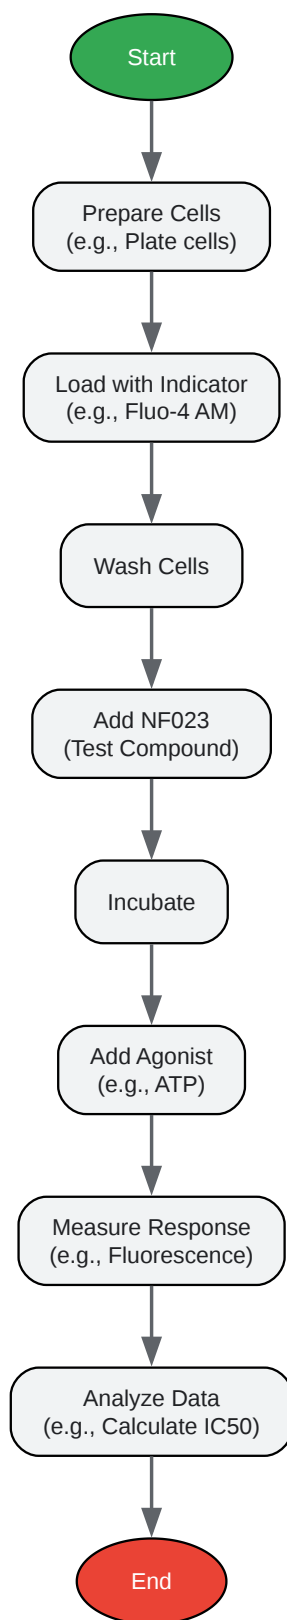 Start
Prepare Cells
(e.g., Plate cells)
Load with Indicator
(e.g., Fluo-4 AM)
Wash Cells
Add NF023
(Test Compound)
Incubate
Add Agonist
(e.g., ATP)
Measure Response
(e.g., Fluorescence)
Analyze Data
(e.g., Calculate IC50)
End